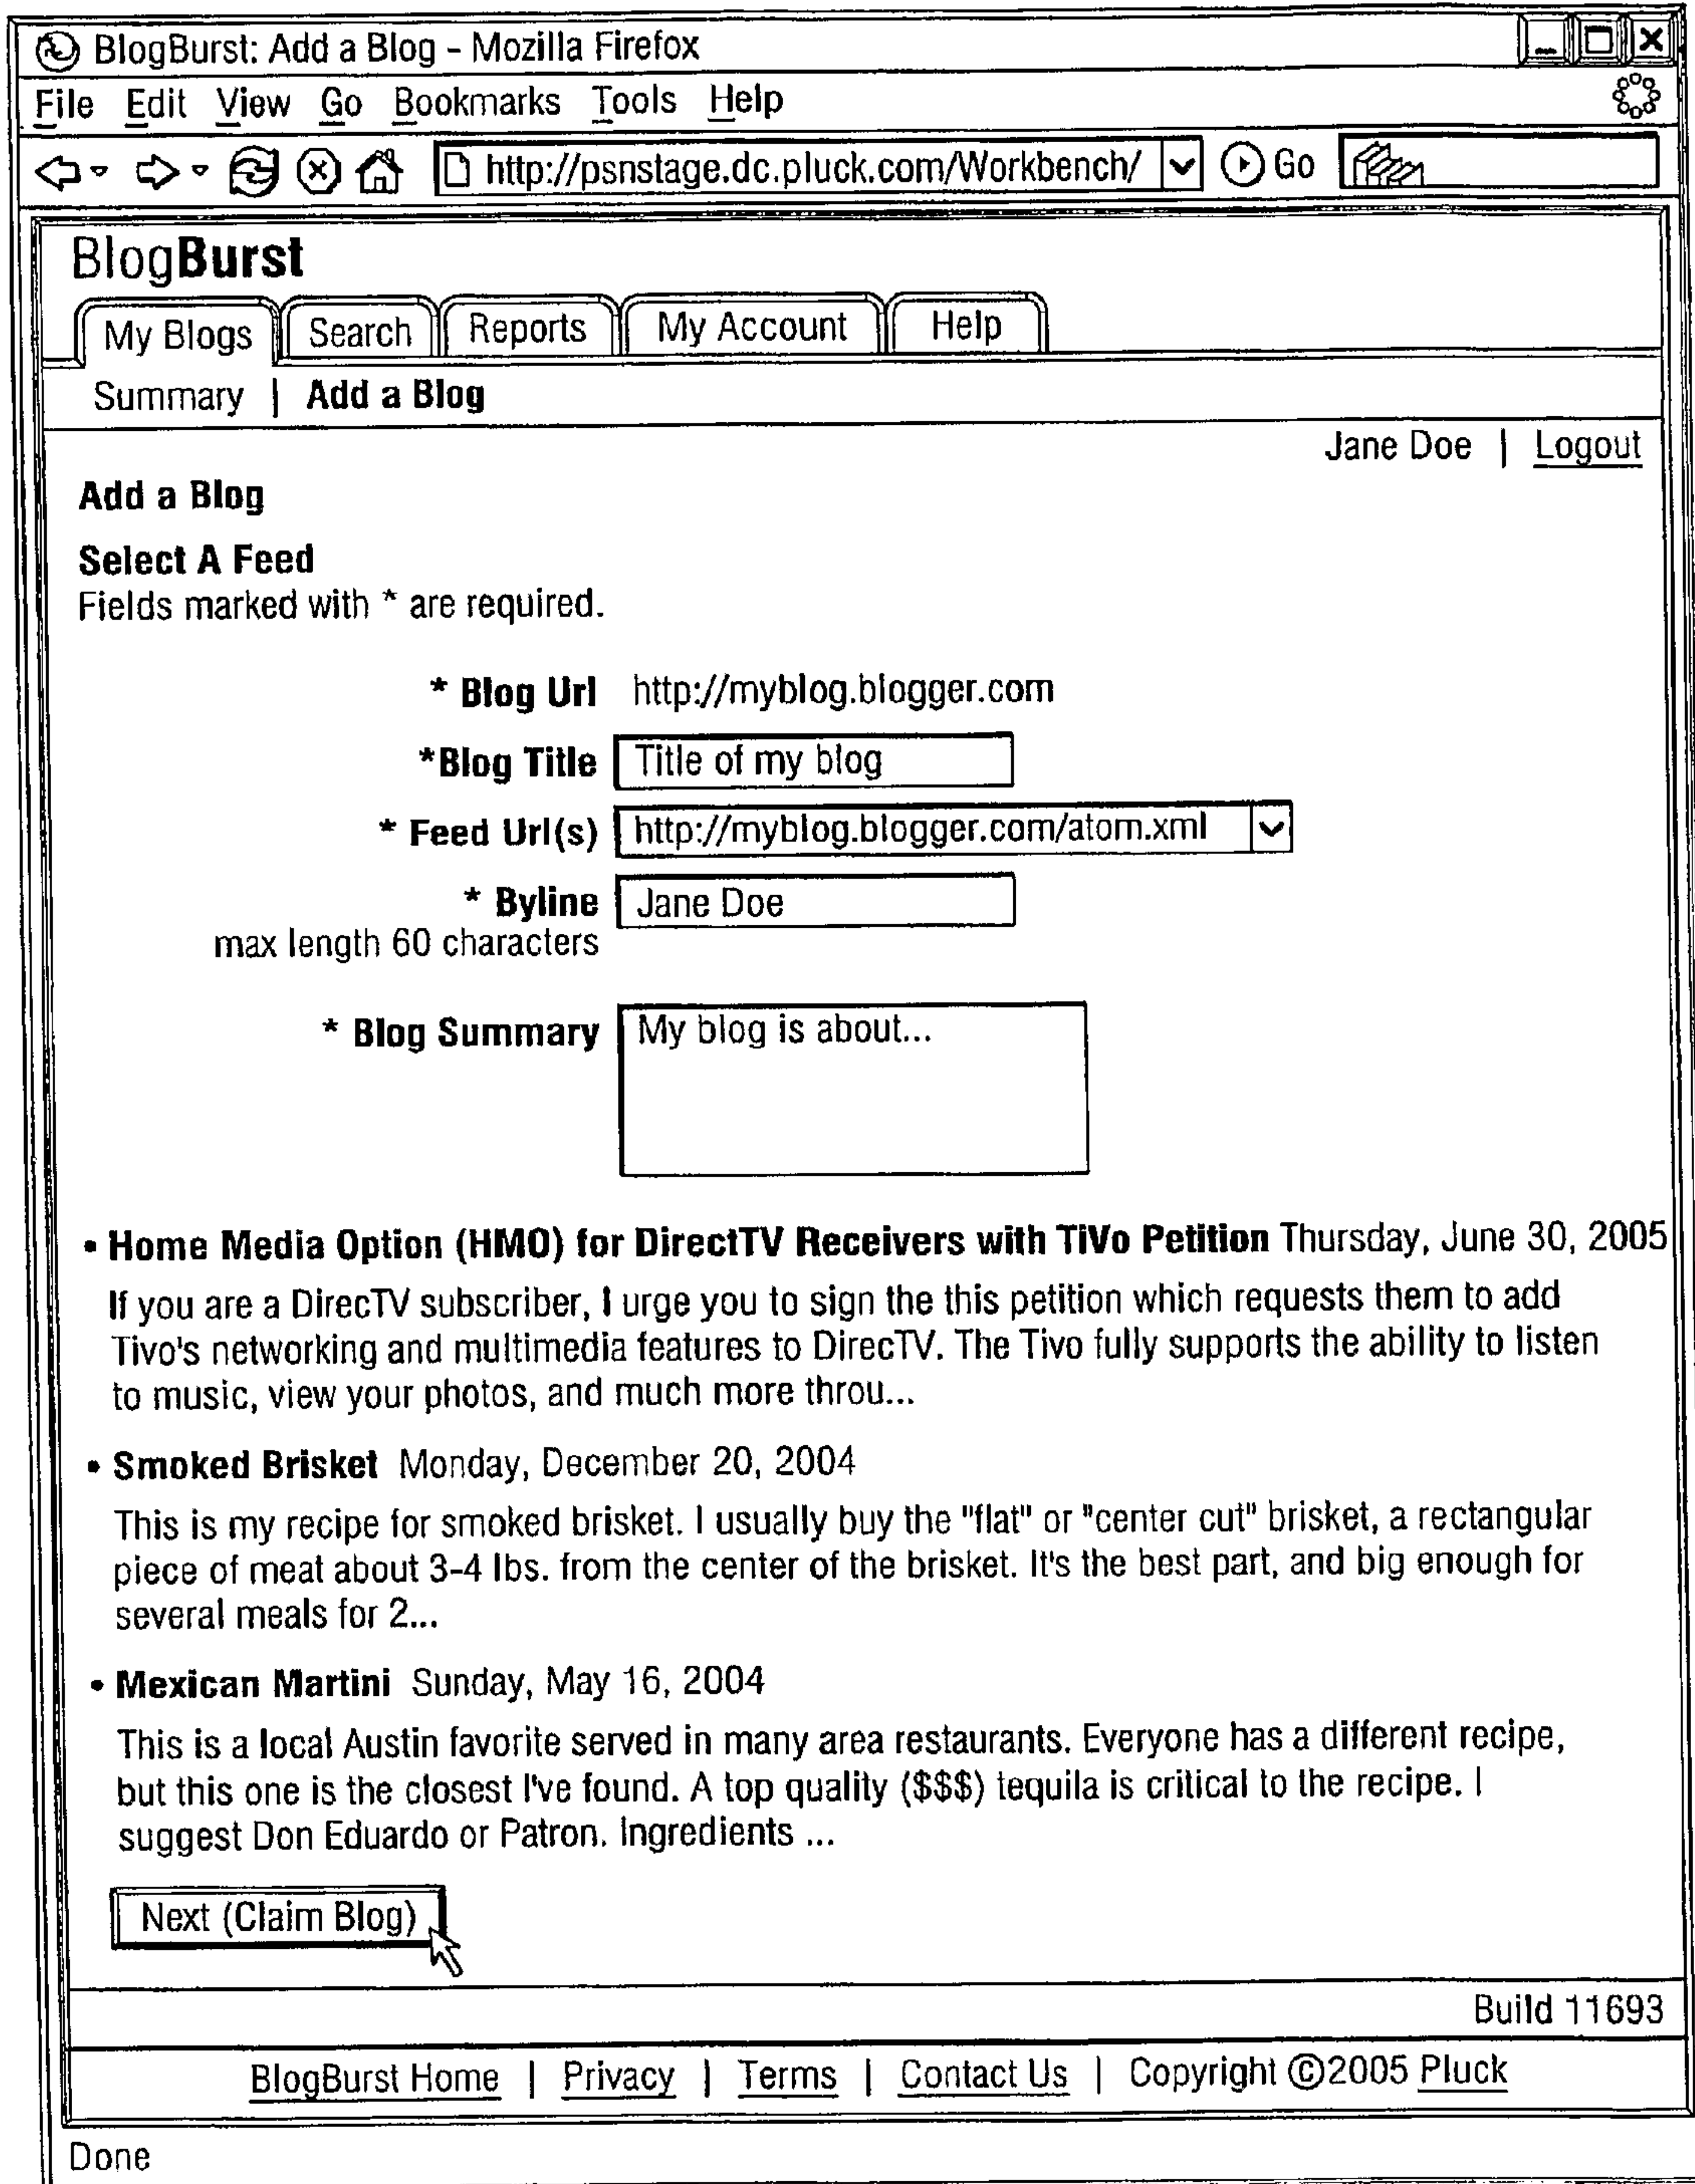 BlogBurst: Add a Blog - Mozilla Firefox
File Edit View Go Bookmarks Tools Help
http://psnstage.dc.pluck.com/Workbench/ Go
BlogBurst
My Blogs Search Reports My Account Help
Summary | Add a Blog
Jane Doe | Logout
Add a Blog
Select A Feed
Fields marked with * are required.
* Blog Url http://myblog.blogger.com
*Blog Title Title of my blog
* Feed Url(s) http://myblog.blogger.com/atom.xml
* Byline Jane Doe
max length 60 characters
* Blog Summary My blog is about...
• Home Media Option (HMO) for DirectTV Receivers with TiVo Petition Thursday, June 30, 2005
If you are a DirecTV subscriber, I urge you to sign the this petition which requests them to add
Tivo's networking and multimedia features to DirecTV. The Tivo fully supports the ability to listen
to music, view your photos, and much more throu...
• Smoked Brisket Monday, December 20, 2004
This is my recipe for smoked brisket. I usually buy the "flat" or "center cut" brisket, a rectangular
piece of meat about 3-4 lbs. from the center of the brisket. It's the best part, and big enough for
several meals for 2...
• Mexican Martini Sunday, May 16, 2004
This is a local Austin favorite served in many area restaurants. Everyone has a different recipe,
but this one is the closest I've found. A top quality ($$$) tequila is critical to the recipe. I
suggest Don Eduardo or Patron. Ingredients ...
Next (Claim Blog)
Build 11693
BlogBurst Home | Privacy | Terms | Contact Us | Copyright ©2005 Pluck
Done